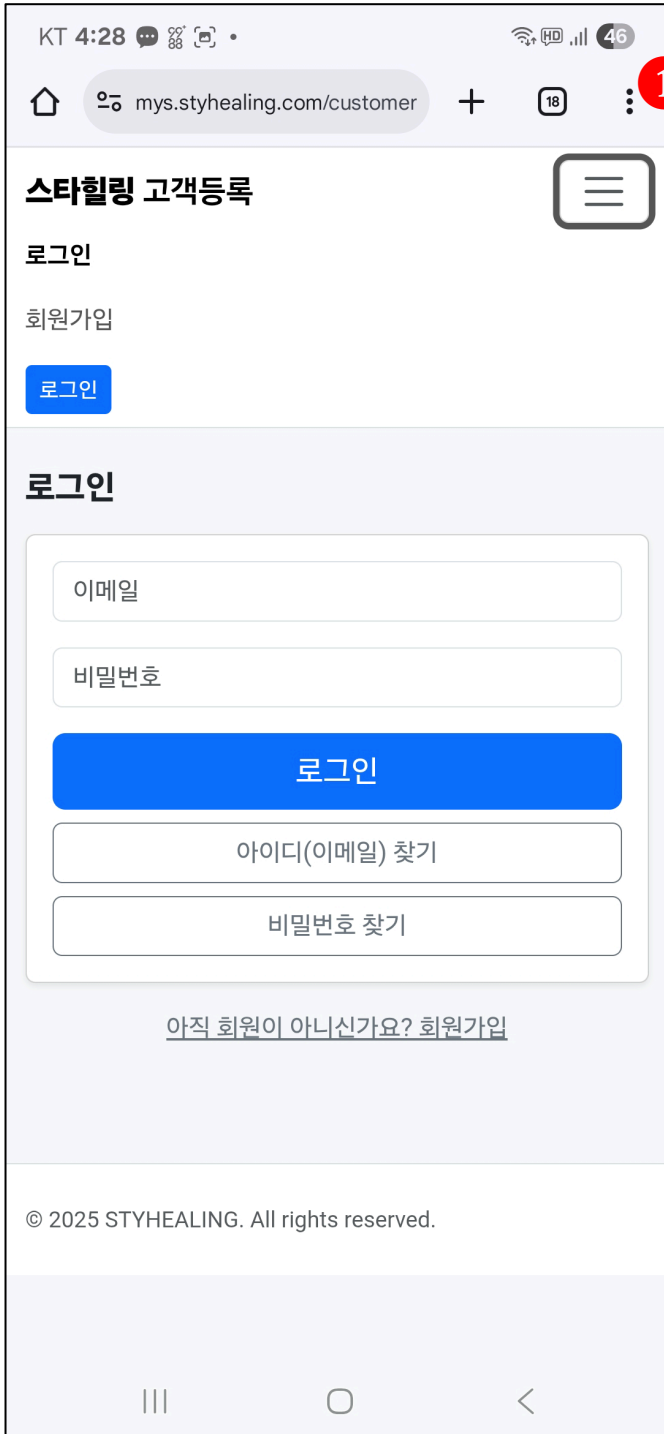 KT 4:28 46
mys.styhealing.com/customer 18
1
스타힐링 고객등록
로그인
회원가입
로그인
로그인
이메일
비밀번호
로그인
아이디(이메일) 찾기
비밀번호 찾기
아직 회원이 아니신가요? 회원가입
© 2025 STYHEALING. All rights reserved.